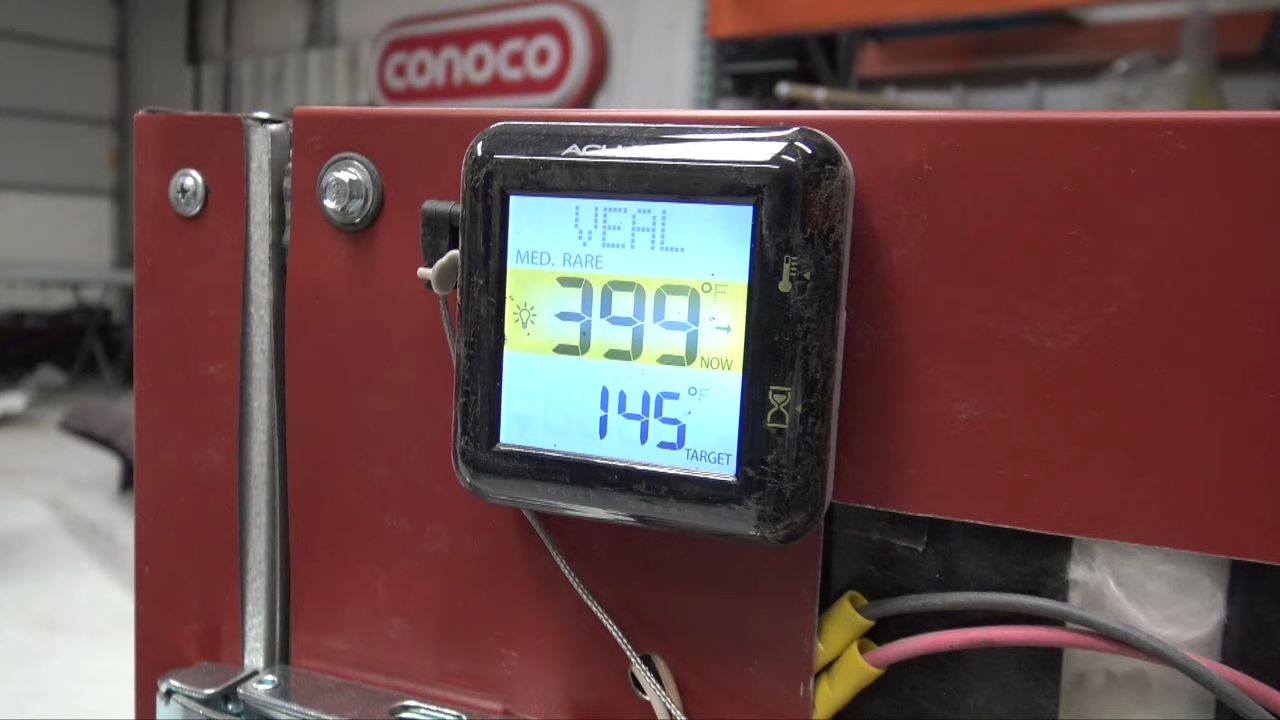 CONOCO
VEAL
MED. RARE
399 °F
NOW
145 °F
TARGET